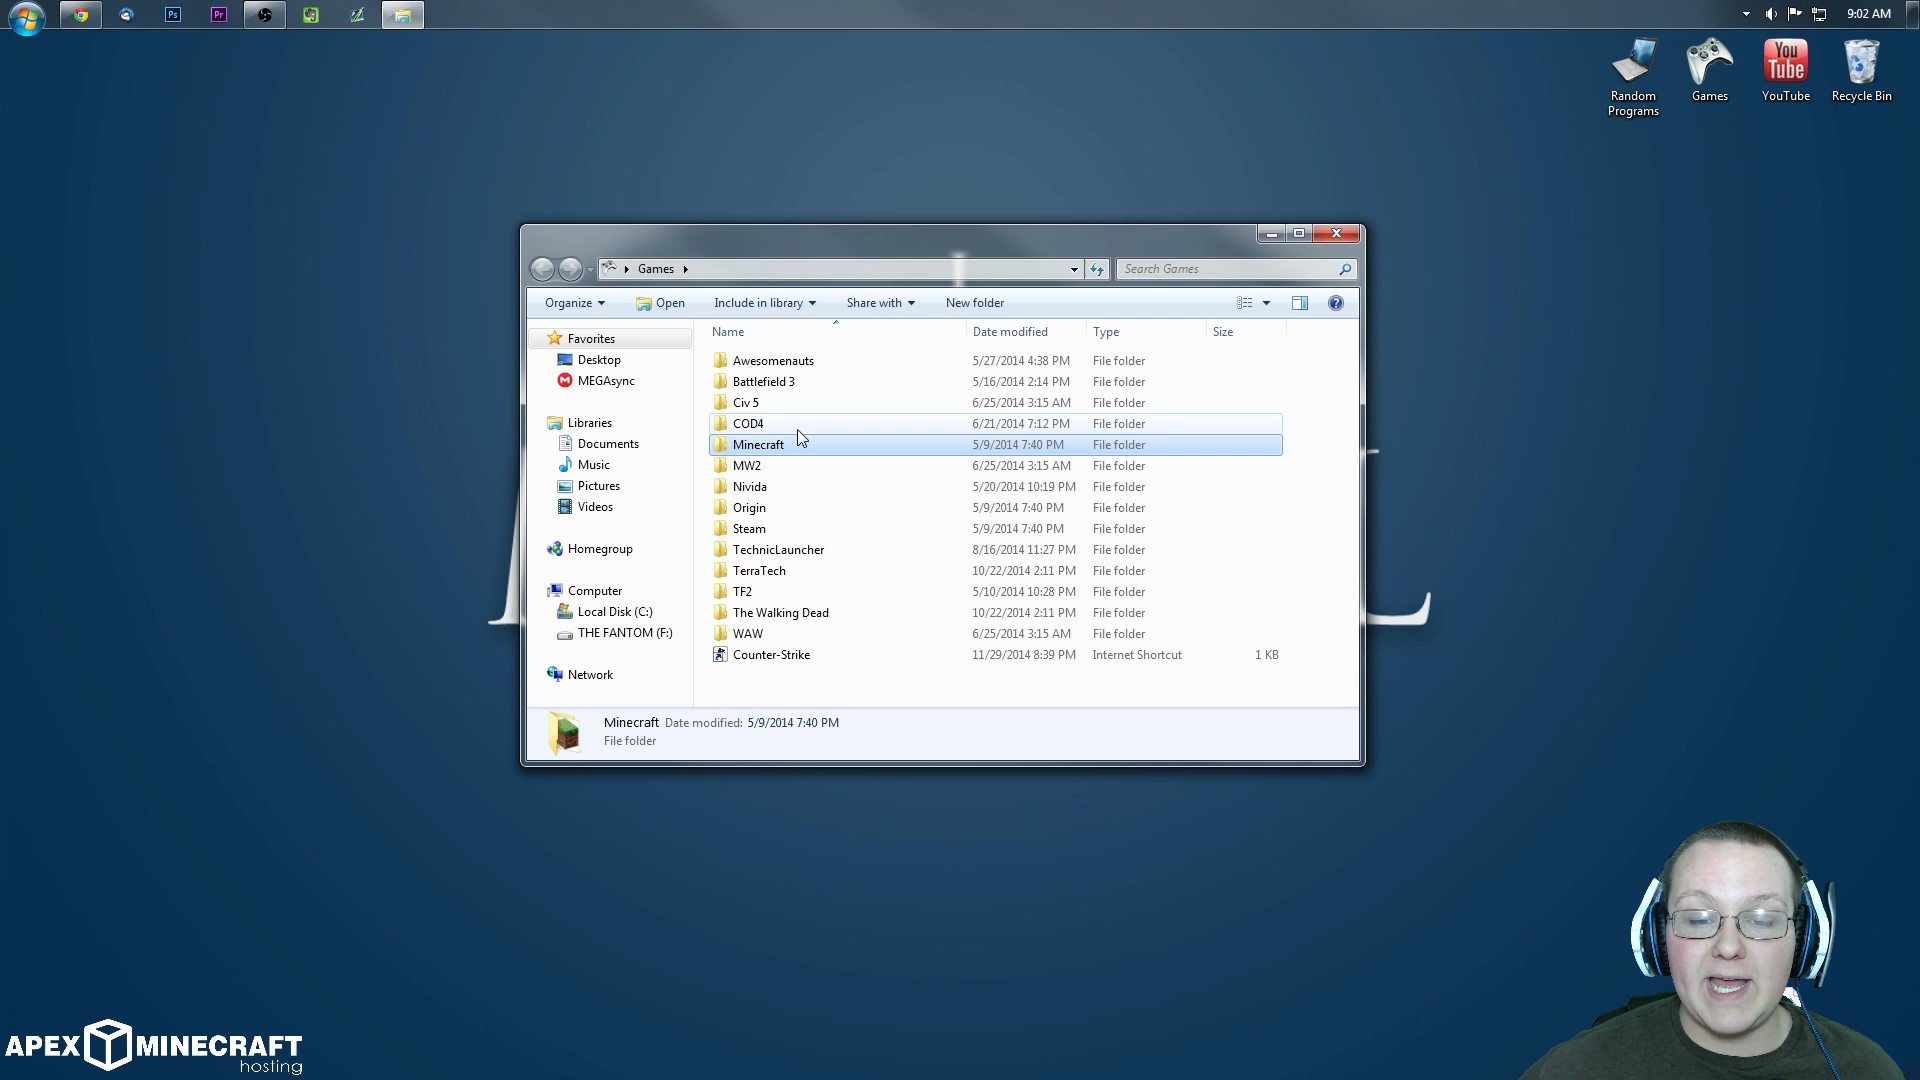 Ps
Pr
9:02 AM
Random
Programs
Games
You
Tube
YouTube
Recycle Bin
Games
Search Games
Organize
Open
Include in library
Share with
New folder
Name
Date modified
Type
Size
Favorites
Desktop
MEGAsync
Libraries
Documents
Music
Pictures
Videos
Homegroup
Computer
Local Disk (C:)
THE FANTOM (F:)
Network
Awesomenauts 5/27/2014 4:38 PM File folder
Battlefield 3 5/16/2014 2:14 PM File folder
Civ 5 6/25/2014 3:15 AM File folder
COD4 6/21/2014 7:12 PM File folder
Minecraft 5/9/2014 7:40 PM File folder
MW2 6/25/2014 3:15 AM File folder
Nivida 5/20/2014 10:19 PM File folder
Origin 5/9/2014 7:40 PM File folder
Steam 5/9/2014 7:40 PM File folder
TechnicLauncher 8/16/2014 11:27 PM File folder
TerraTech 10/22/2014 2:11 PM File folder
TF2 5/10/2014 10:28 PM File folder
The Walking Dead 10/22/2014 2:11 PM File folder
WAW 6/25/2014 3:15 AM File folder
Counter-Strike 11/29/2014 8:39 PM Internet Shortcut 1 KB
Minecraft Date modified: 5/9/2014 7:40 PM
File folder
APEX MINECRAFT
hosting